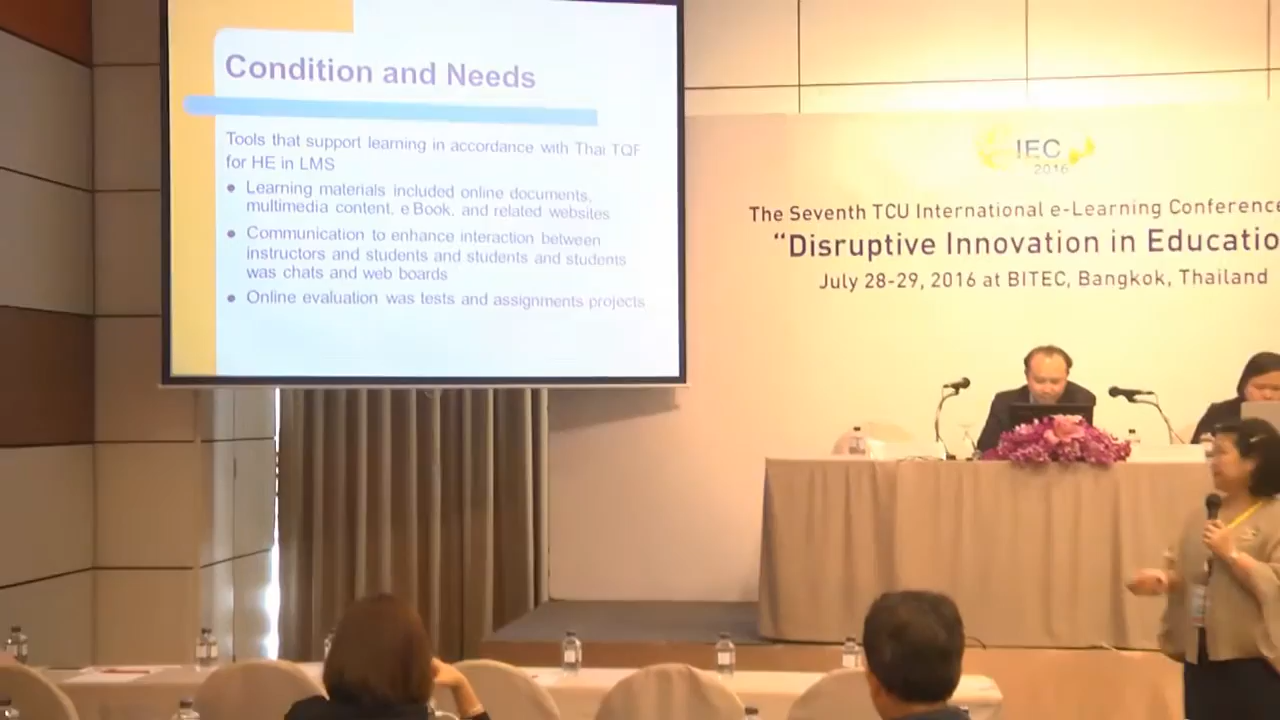 Condition and Needs
Tools that support learning in accordance with Thai TQF
for HE in LMS
● Learning materials included online documents,
multimedia content, e Book, and related websites
● Communication to enhance interaction between
instructors and students and students and students
was chats and web boards
● Online evaluation was tests and assignments projects
IEC
2016
The Seventh TCU International e-Learning Conference
“Disruptive Innovation in Educatio
July 28-29, 2016 at BITEC, Bangkok, Thailand